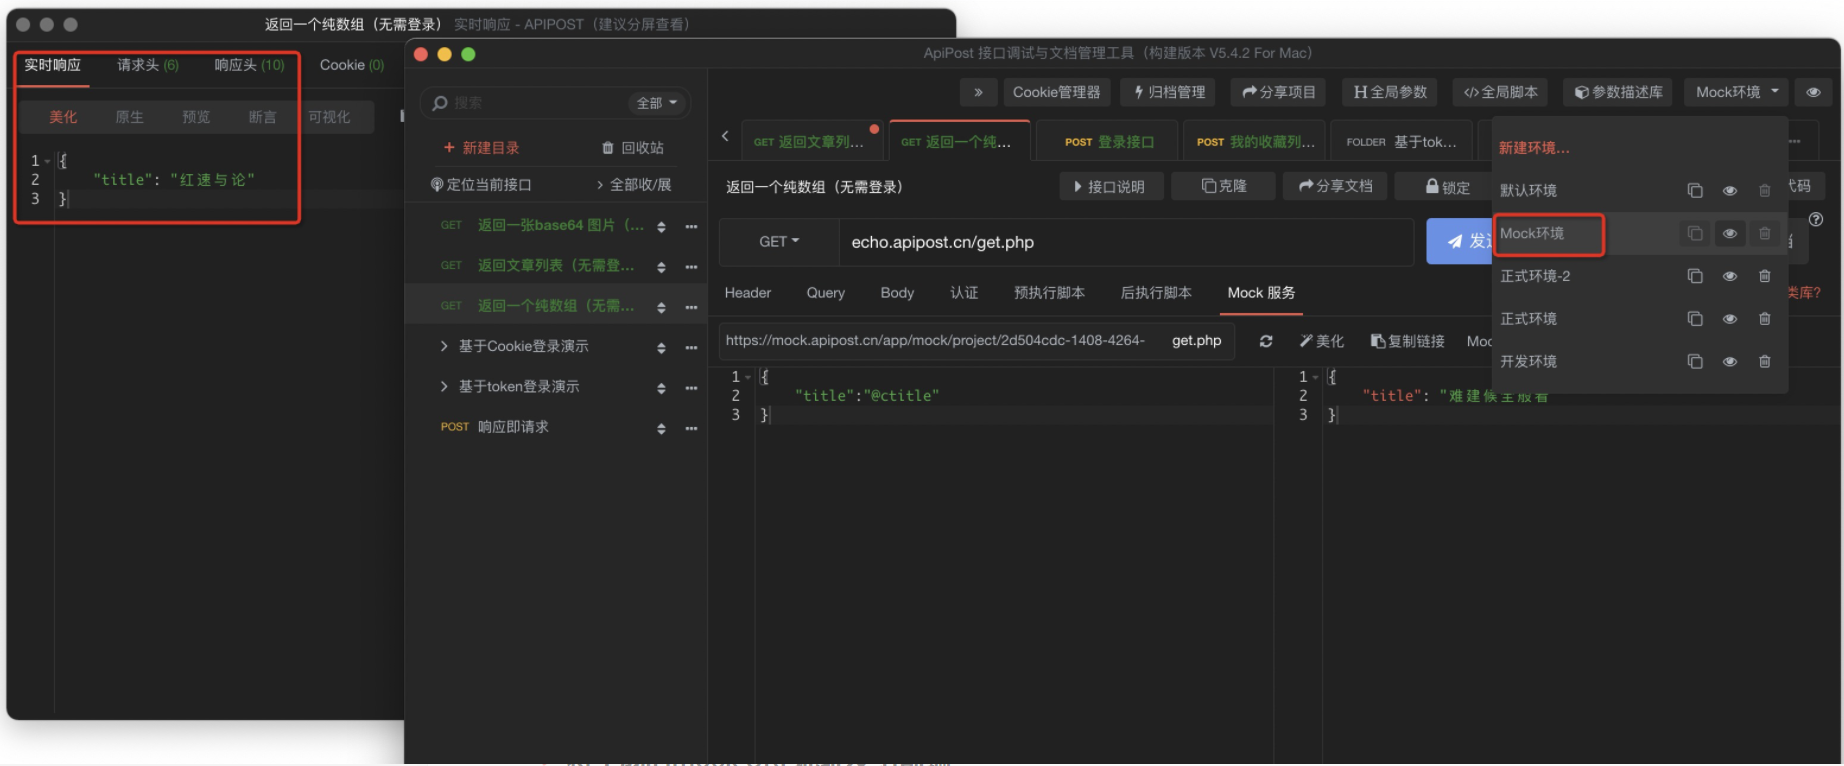 返回一个纯数组（无需登录） 实时响应 - APIPOST（建议分屏查看）
实时响应 请求头 (6) 响应头 (10) Cookie (0)
美化 原生 预览 断言 可视化
1 {
2 "title": "红速与论"
3 }
ApiPost 接口调试与文档管理工具（构建版本 V5.4.2 For Mac）
搜索 全部
» Cookie管理器 归档管理 分享项目 H全局参数 </>全局脚本 参数描述库 Mock环境
+ 新建目录 回收站
定位当前接口 > 全部收/展
GET 返回一张base64 图片（...
GET 返回文章列表（无需登...
GET 返回一个纯数组（无需...
基于Cookie登录演示
基于token登录演示
POST 响应即请求
GET 返回文章列... GET 返回一个纯... POST 登录接口 POST 我的收藏列... FOLDER 基于tok...
返回一个纯数组（无需登录） 接口说明 克隆 分享文档 锁定 代码
GET echo.apipost.cn/get.php 发
Header Query Body 认证 预执行脚本 后执行脚本 Mock 服务 类库?
https://mock.apipost.cn/app/mock/project/2d504cdc-1408-4264- get.php 美化 复制链接 Moc
1 {
2 "title":"@ctitle"
3 }
1 {
2 "title": "难建候全般看
3 }
新建环境...
默认环境
Mock环境
正式环境-2
正式环境
开发环境